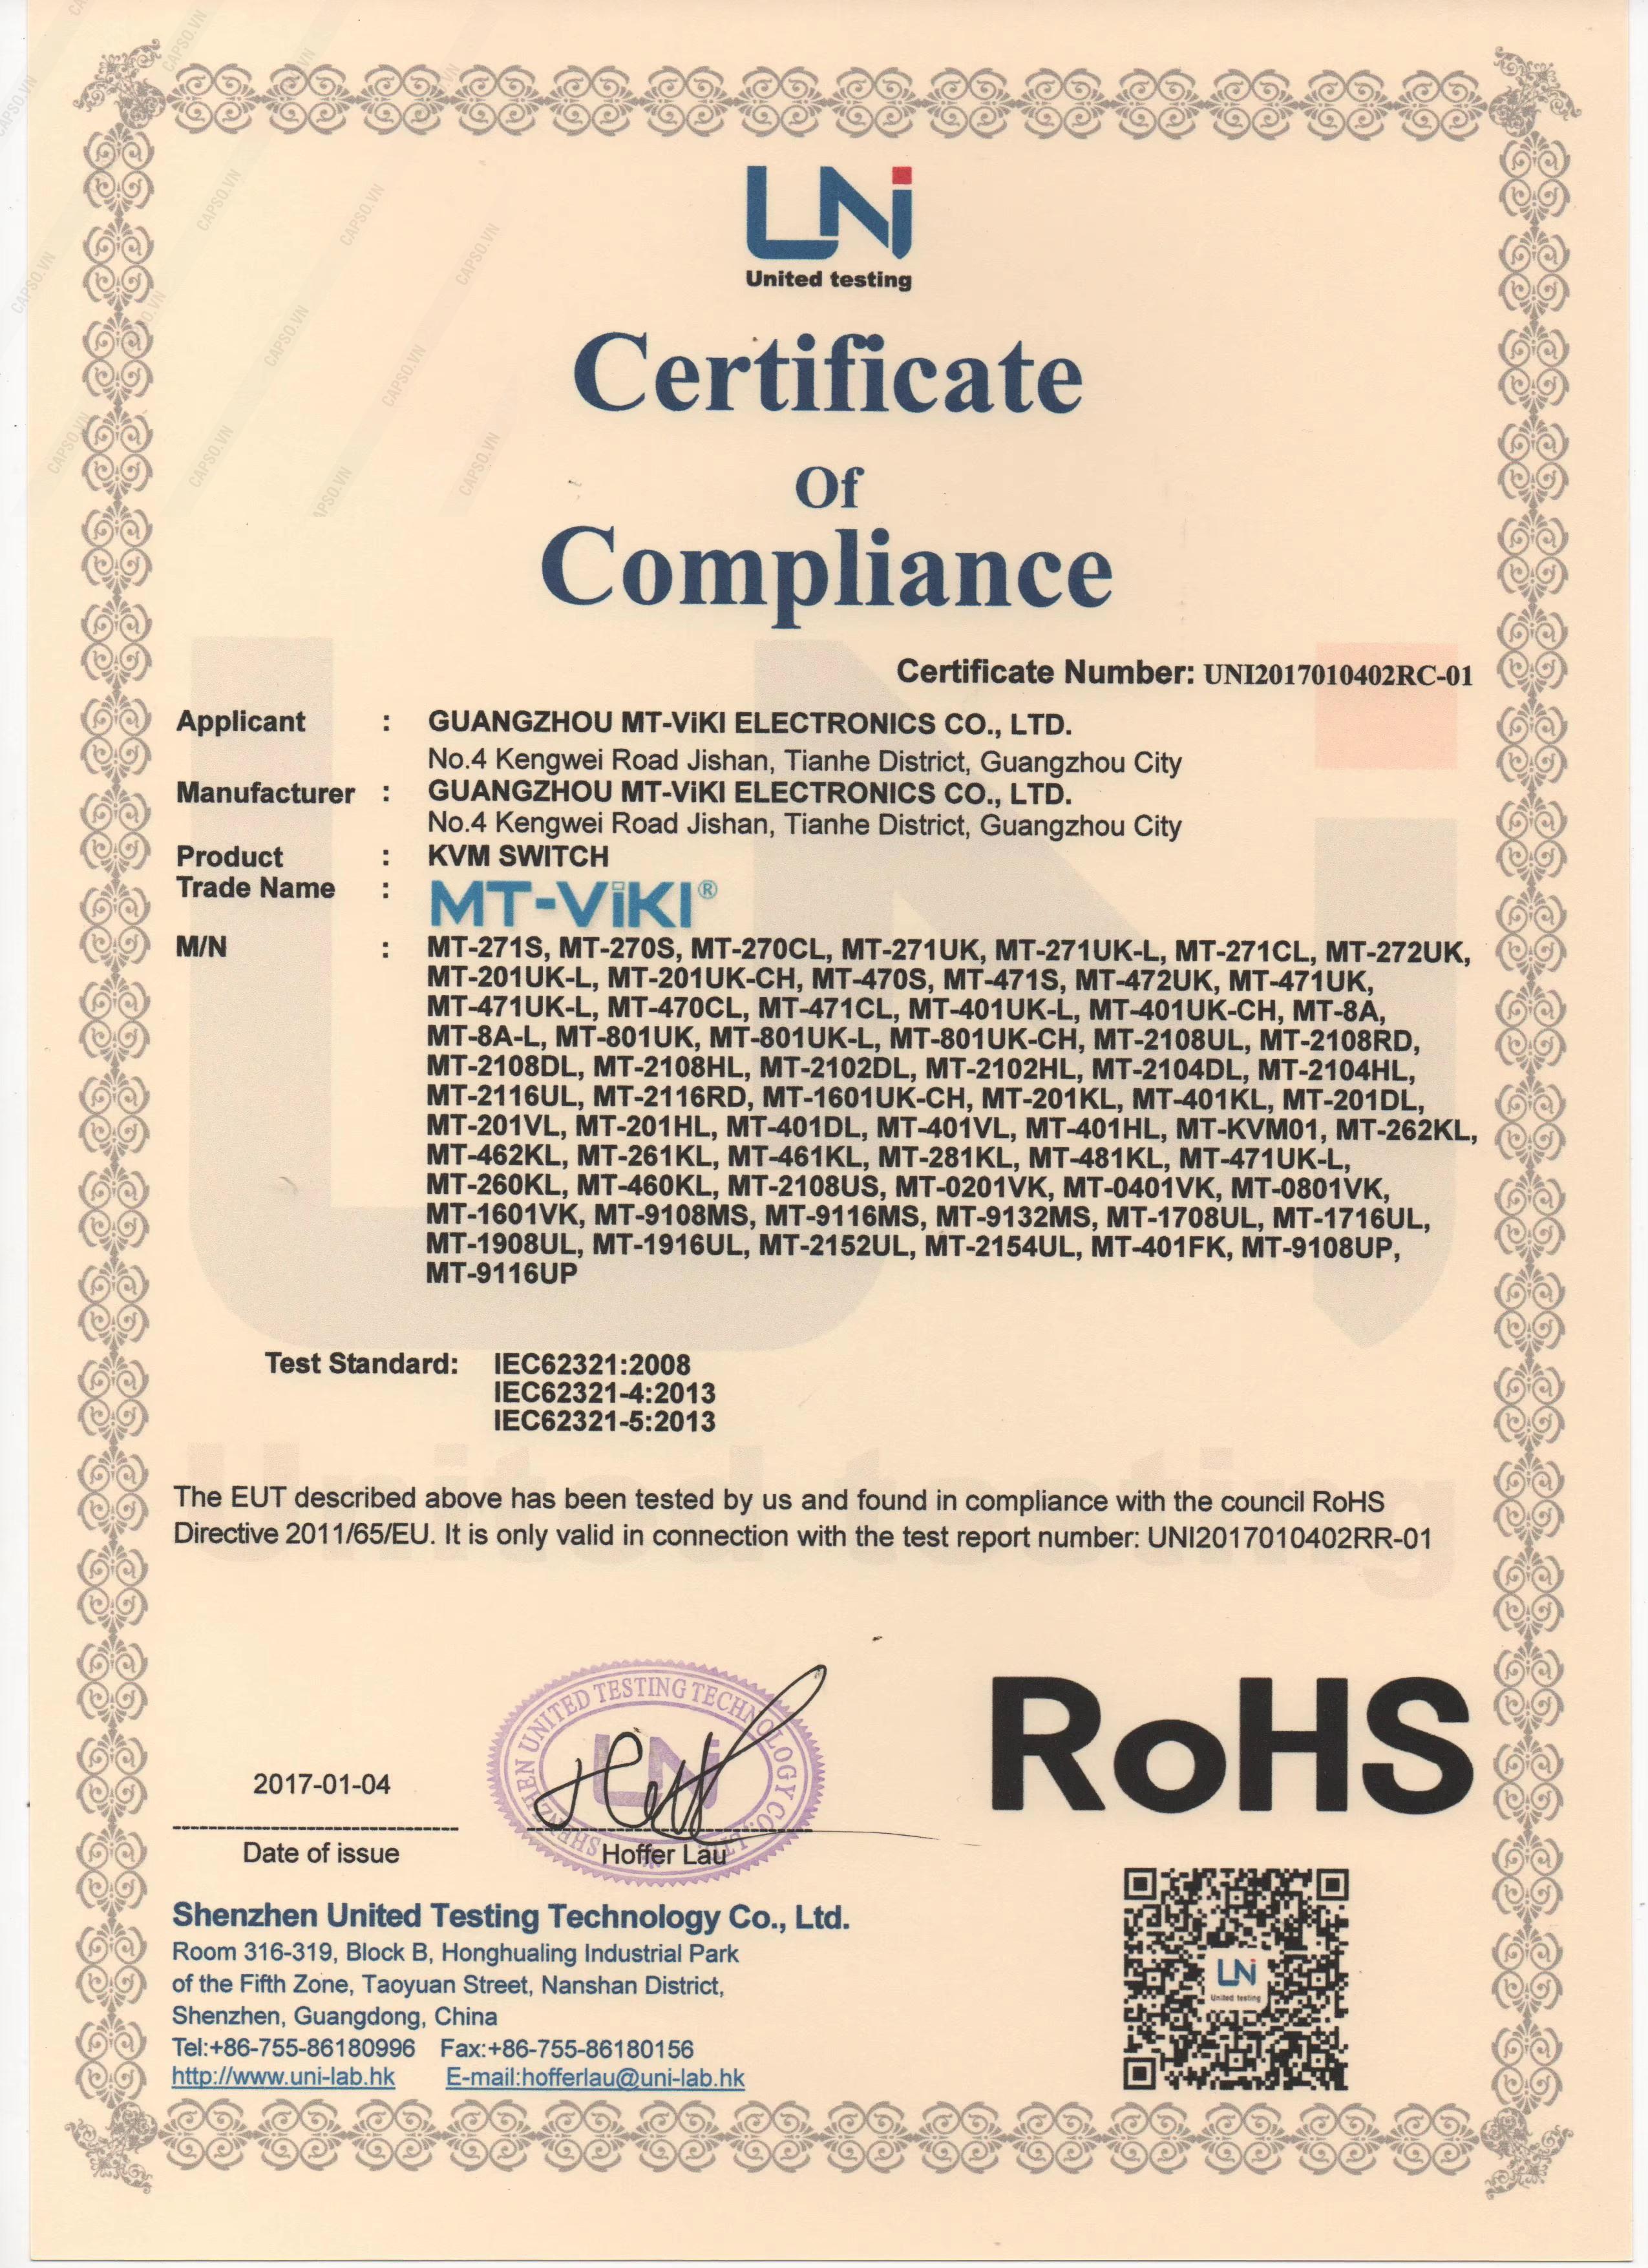 CAPSO.VN
UNi
United testing
Certificate
Of
Compliance
Certificate Number: UNI2017010402RC-01
Applicant : GUANGZHOU MT-ViKI ELECTRONICS CO., LTD.
No.4 Kengwei Road Jishan, Tianhe District, Guangzhou City
Manufacturer : GUANGZHOU MT-ViKI ELECTRONICS CO., LTD.
No.4 Kengwei Road Jishan, Tianhe District, Guangzhou City
Product : KVM SWITCH
Trade Name : MT-ViKI®
M/N : MT-271S, MT-270S, MT-270CL, MT-271UK, MT-271UK-L, MT-271CL, MT-272UK,
MT-201UK-L, MT-201UK-CH, MT-470S, MT-471S, MT-472UK, MT-471UK,
MT-471UK-L, MT-470CL, MT-471CL, MT-401UK-L, MT-401UK-CH, MT-8A,
MT-8A-L, MT-801UK, MT-801UK-L, MT-801UK-CH, MT-2108UL, MT-2108RD,
MT-2108DL, MT-2108HL, MT-2102DL, MT-2102HL, MT-2104DL, MT-2104HL,
MT-2116UL, MT-2116RD, MT-1601UK-CH, MT-201KL, MT-401KL, MT-201DL,
MT-201VL, MT-201HL, MT-401DL, MT-401VL, MT-401HL, MT-KVM01, MT-262KL,
MT-462KL, MT-261KL, MT-461KL, MT-281KL, MT-481KL, MT-471UK-L,
MT-260KL, MT-460KL, MT-2108US, MT-0201VK, MT-0401VK, MT-0801VK,
MT-1601VK, MT-9108MS, MT-9116MS, MT-9132MS, MT-1708UL, MT-1716UL,
MT-1908UL, MT-1916UL, MT-2152UL, MT-2154UL, MT-401FK, MT-9108UP,
MT-9116UP
Test Standard: IEC62321:2008
IEC62321-4:2013
IEC62321-5:2013
United testing
The EUT described above has been tested by us and found in compliance with the council RoHS
Directive 2011/65/EU. It is only valid in connection with the test report number: UNI2017010402RR-01
RoHS
SHENZHEN UNITED TESTING TECHNOLOGY CO., LTD.
2017-01-04
Date of issue
Hoffer Lau
Shenzhen United Testing Technology Co., Ltd.
Room 316-319, Block B, Honghualing Industrial Park
of the Fifth Zone, Taoyuan Street, Nanshan District,
Shenzhen, Guangdong, China
Tel:+86-755-86180996 Fax:+86-755-86180156
http://www.uni-lab.hk E-mail:hofferlau@uni-lab.hk
UNi
United testing